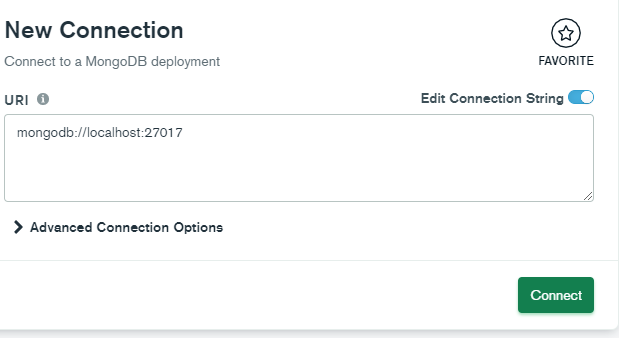 New Connection
FAVORITE
Connect to a MongoDB deployment
URI
Edit Connection String
mongodb://localhost:27017
Advanced Connection Options
Connect